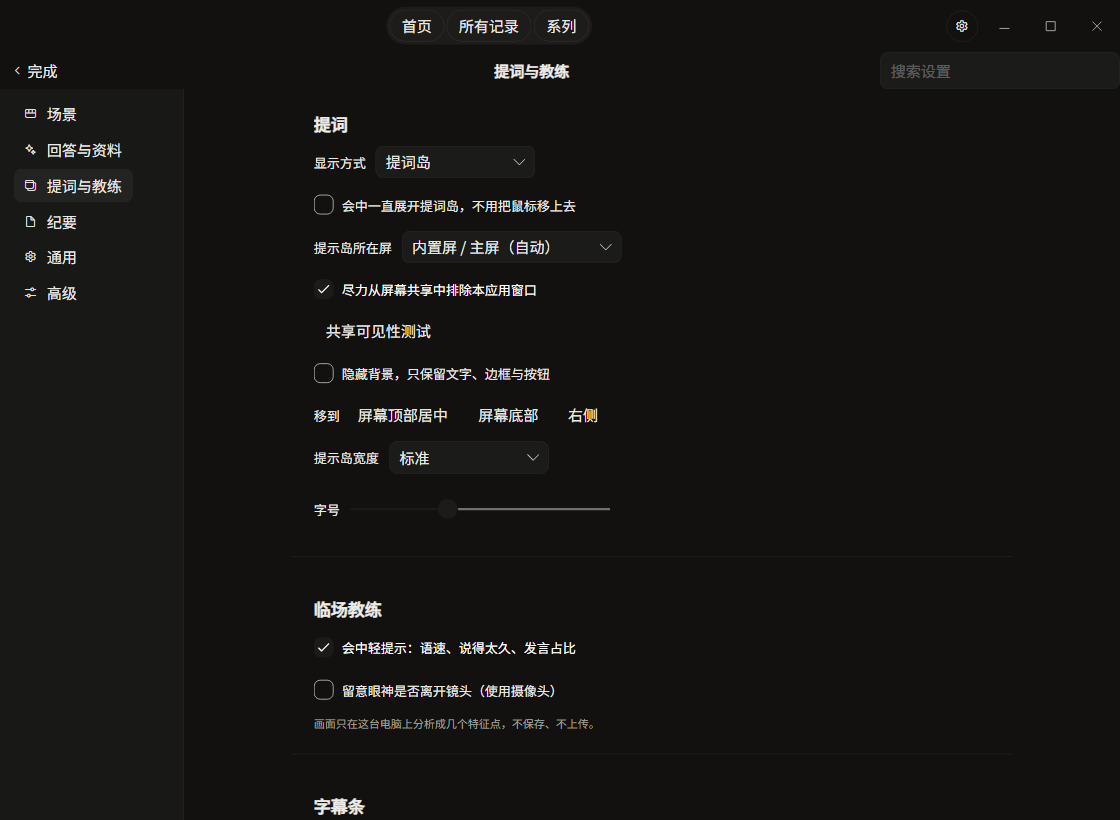 首页 所有记录 系列
完成
提词与教练
搜索设置
场景
回答与资料
提词与教练
纪要
通用
高级
提词
显示方式 提词岛
会中一直展开提词岛，不用把鼠标移上去
提示岛所在屏 内置屏 / 主屏（自动）
尽力从屏幕共享中排除本应用窗口
共享可见性测试
隐藏背景，只保留文字、边框与按钮
移到 屏幕顶部居中 屏幕底部 右侧
提示岛宽度 标准
字号
临场教练
会中轻提示：语速、说得太久、发言占比
留意眼神是否离开镜头（使用摄像头）
画面只在这台电脑上分析成几个特征点，不保存、不上传。
字幕条